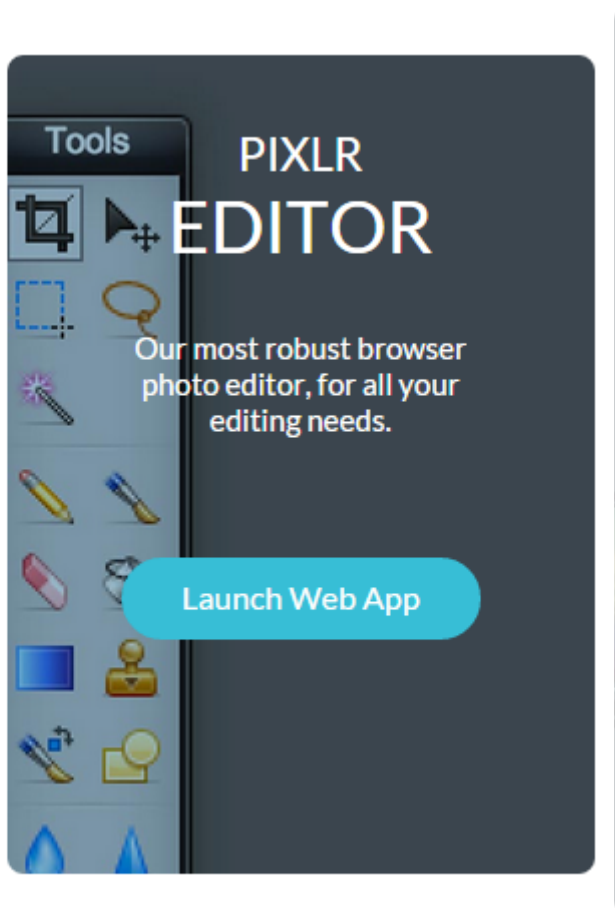 Tools
PIXLR
EDITOR
Our most robust browser
photo editor, for all your
editing needs.
Launch Web App